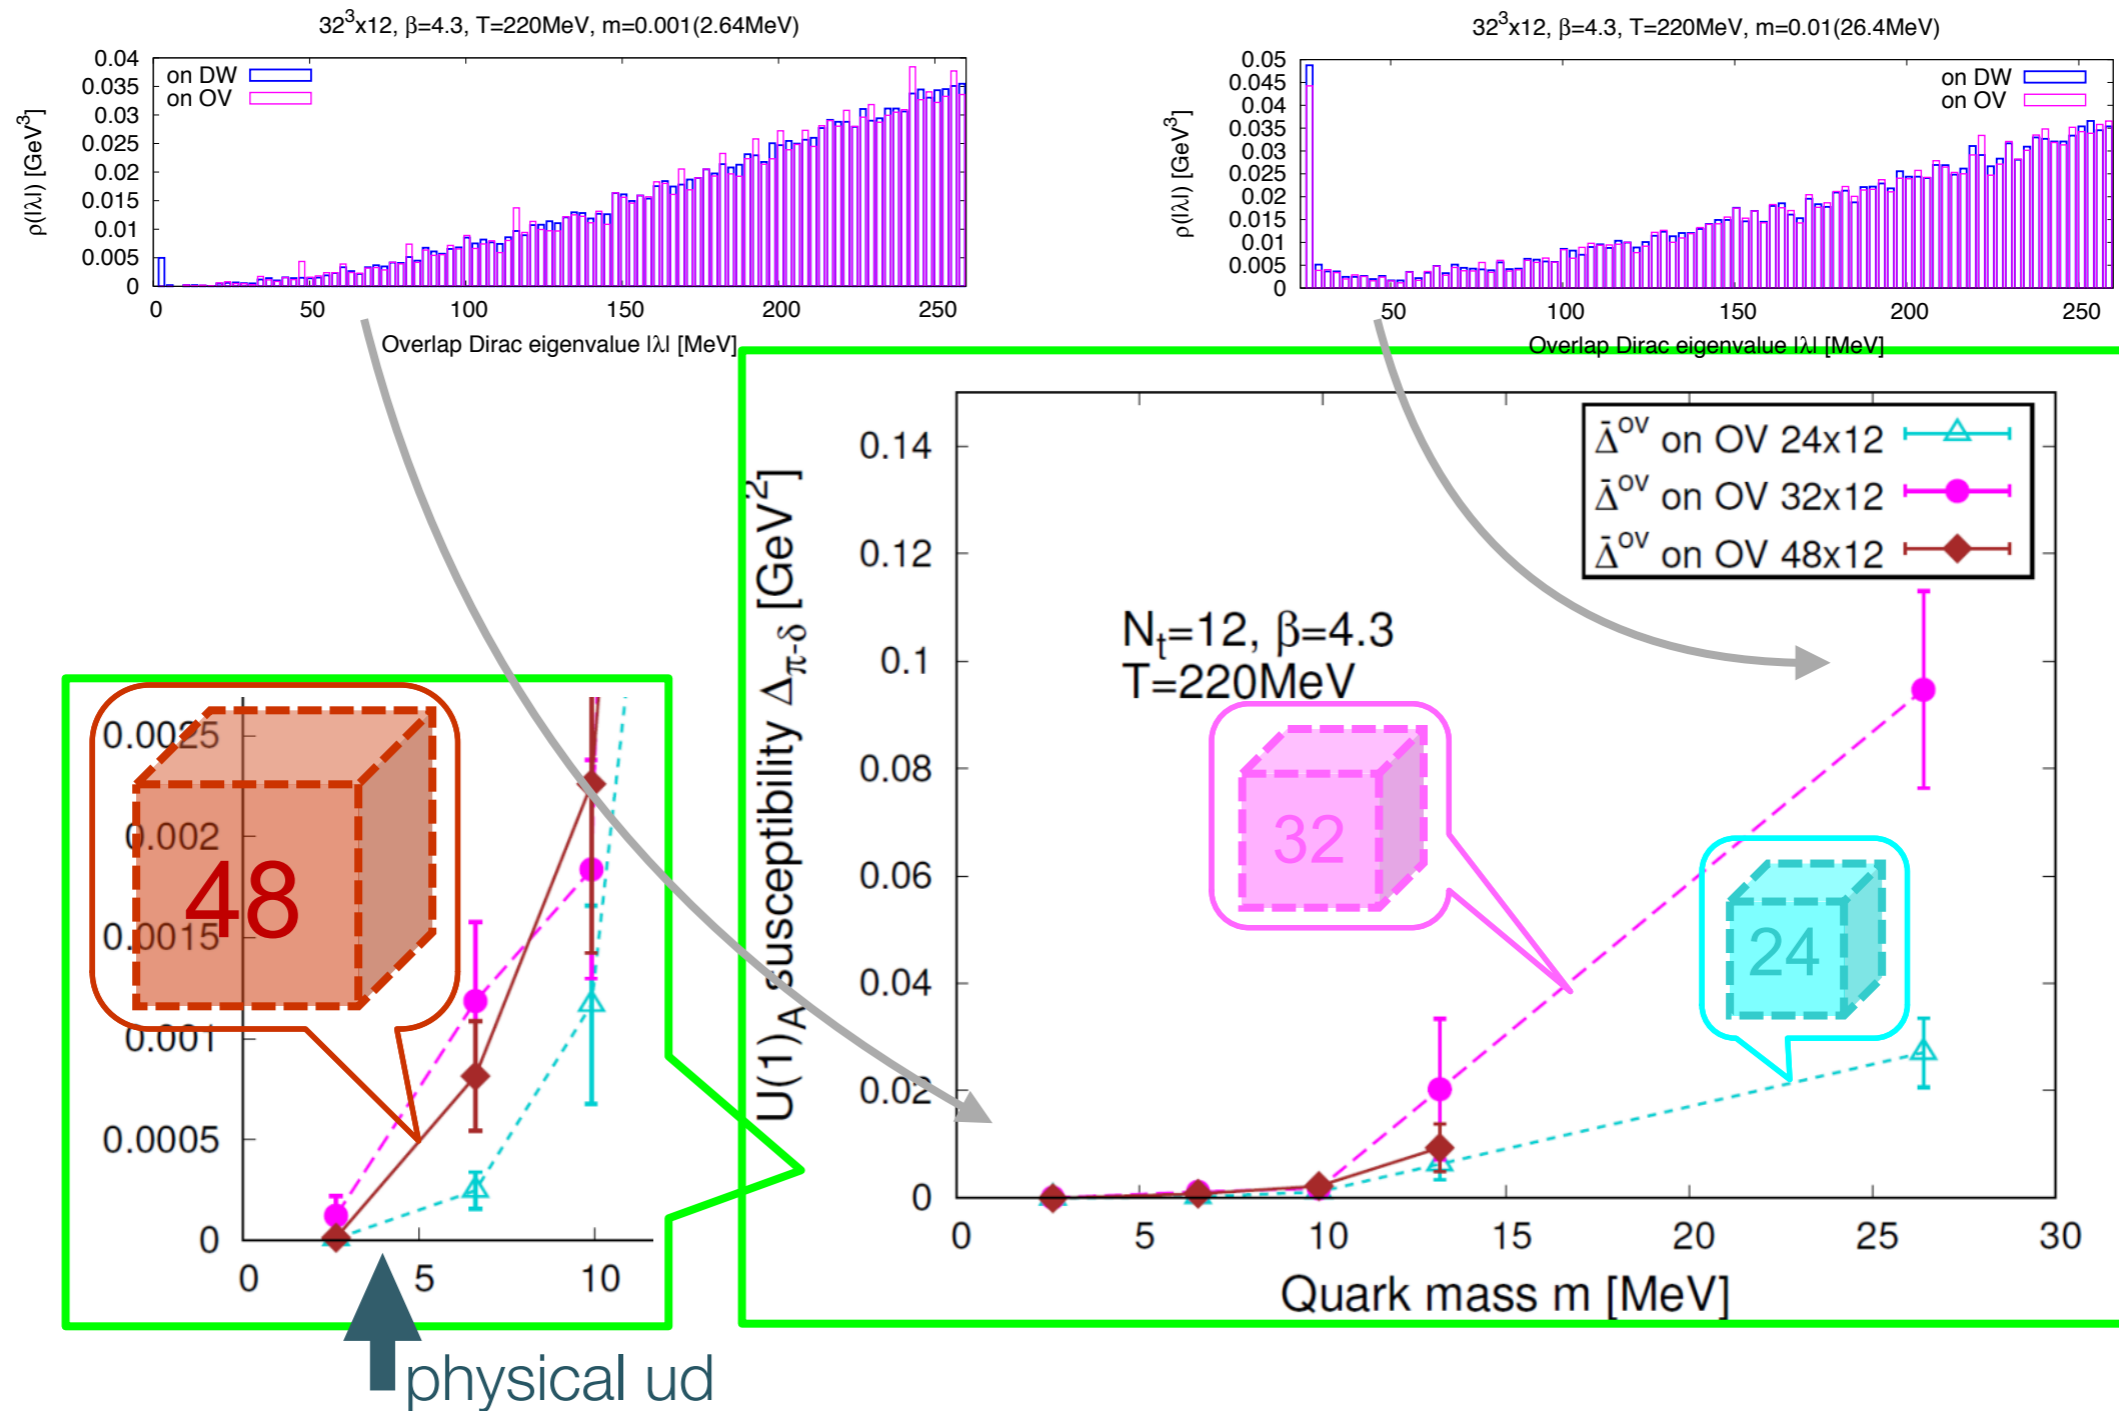 32³x12, β=4.3, T=220MeV, m=0.001(2.64MeV)
0.04
0.035
0.03
0.025
0.02
0.015
0.01
0.005
0
ρ(|λ|) [GeV³]
on DW
on OV
0 50 100 150 200 250
Overlap Dirac eigenvalue |λ| [MeV]
32³x12, β=4.3, T=220MeV, m=0.01(26.4MeV)
0.05
0.045
0.04
0.035
0.03
0.025
0.02
0.015
0.01
0.005
0
ρ(|λ|) [GeV³]
on DW
on OV
50 100 150 200 250
Overlap Dirac eigenvalue |λ| [MeV]
0.0025
0.002
0.0015
0.001
0.0005
0
48
0 5 10
physical ud
U(1)_A susceptibility Δ_π-δ [GeV²]
0.14
0.12
0.1
0.08
0.06
0.04
0.02
0
Δ̄^OV on OV 24x12
Δ̄^OV on OV 32x12
Δ̄^OV on OV 48x12
N_t=12, β=4.3
T=220MeV
32
24
0 5 10 15 20 25 30
Quark mass m [MeV]